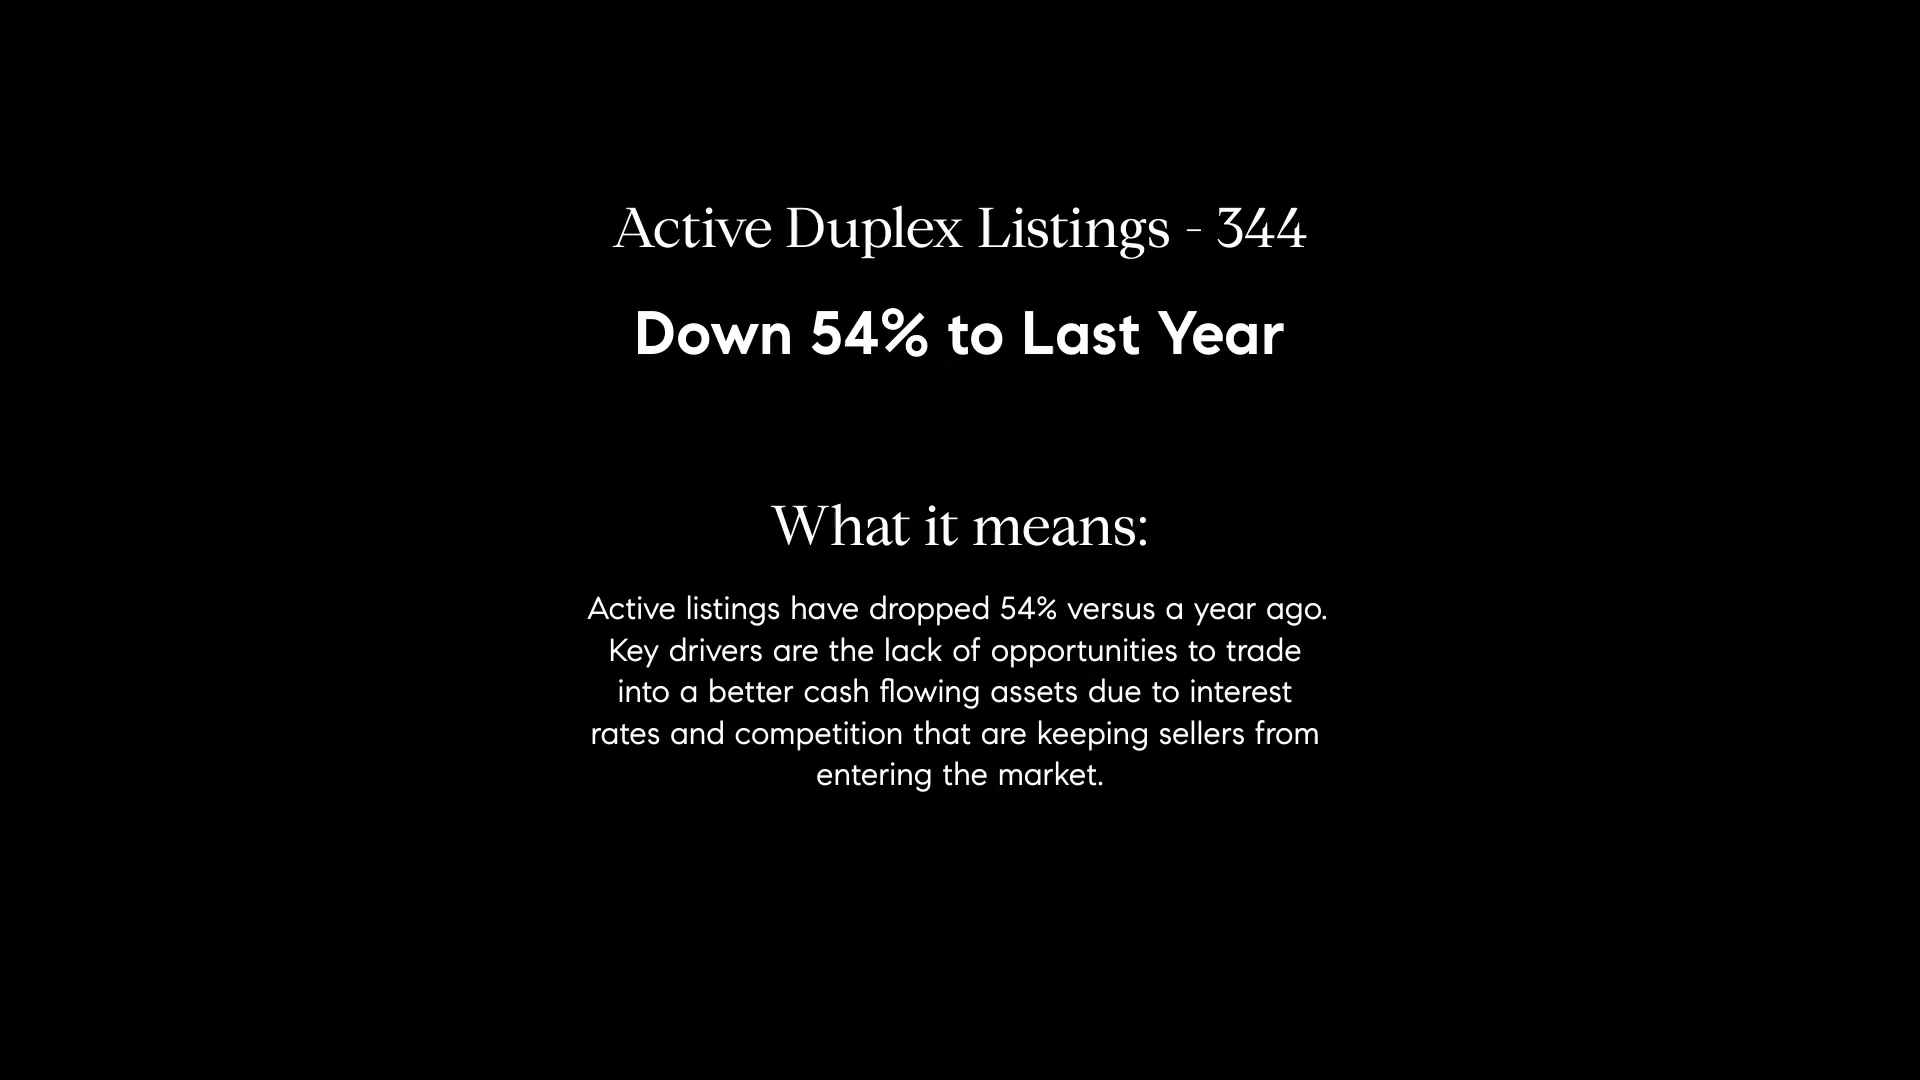 Active Duplex Listings - 344
Down 54% to Last Year
What it means:
Active listings have dropped 54% versus a year ago.
Key drivers are the lack of opportunities to trade
into a better cash flowing assets due to interest
rates and competition that are keeping sellers from
entering the market.